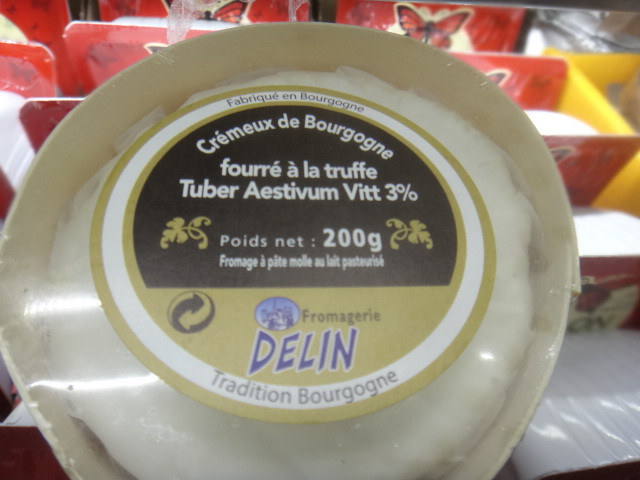 Fabriqué en Bourgogne
Crémeux de Bourgogne
fourré à la truffe
Tuber Aestivum Vitt 3%
Poids net : 200g
Fromage à pâte molle au lait pasteurisé
Fromagerie
DELIN
Tradition Bourgogne